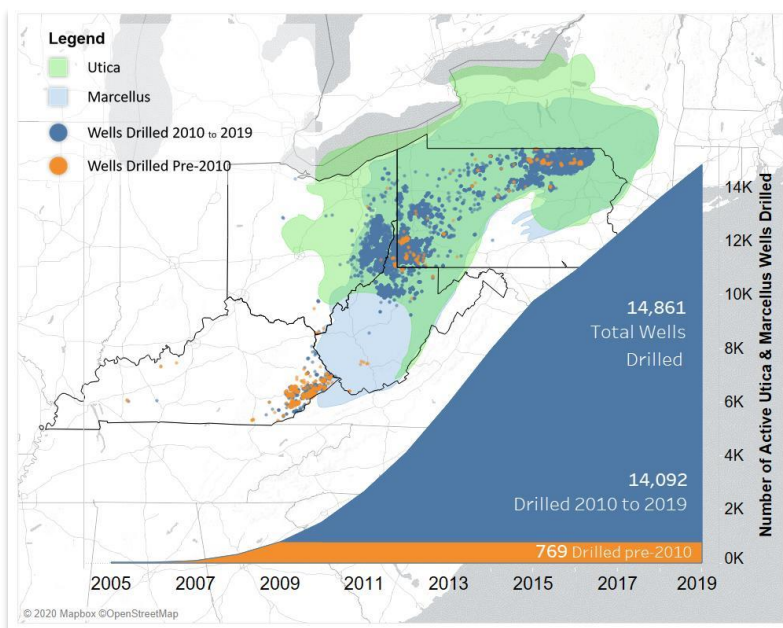 Legend
Utica
Marcellus
Wells Drilled 2010 to 2019
Wells Drilled Pre-2010
14K
12K
10K
8K
6K
4K
2K
0K
Number of Active Utica & Marcellus Wells Drilled
14,861
Total Wells
Drilled
14,092
Drilled 2010 to 2019
769 Drilled pre-2010
2005 2007 2009 2011 2013 2015 2017 2019
© 2020 Mapbox ©OpenStreetMap